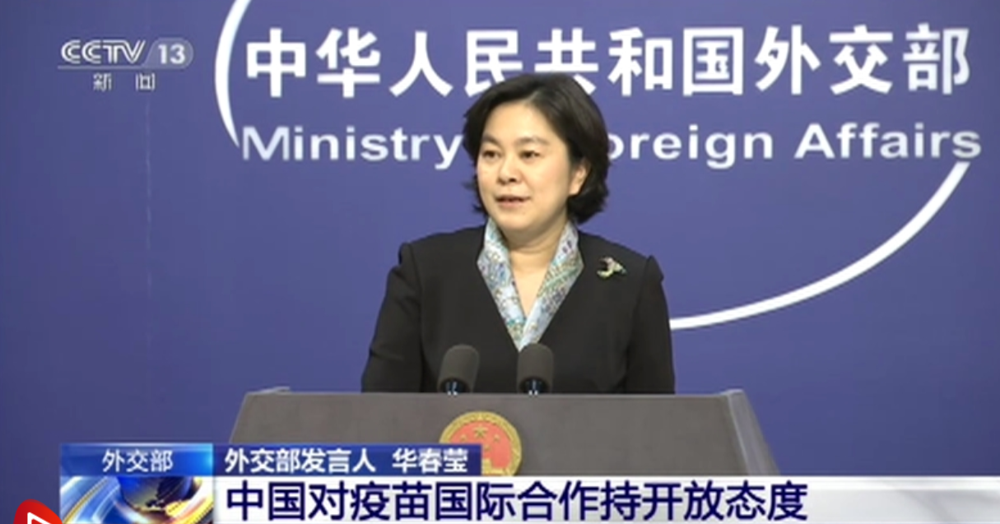 CCTV 13
新闻
中华人民共和国外交部
Ministry oreign Affairs
外交部
外交部发言人 华春莹
中国对疫苗国际合作持开放态度